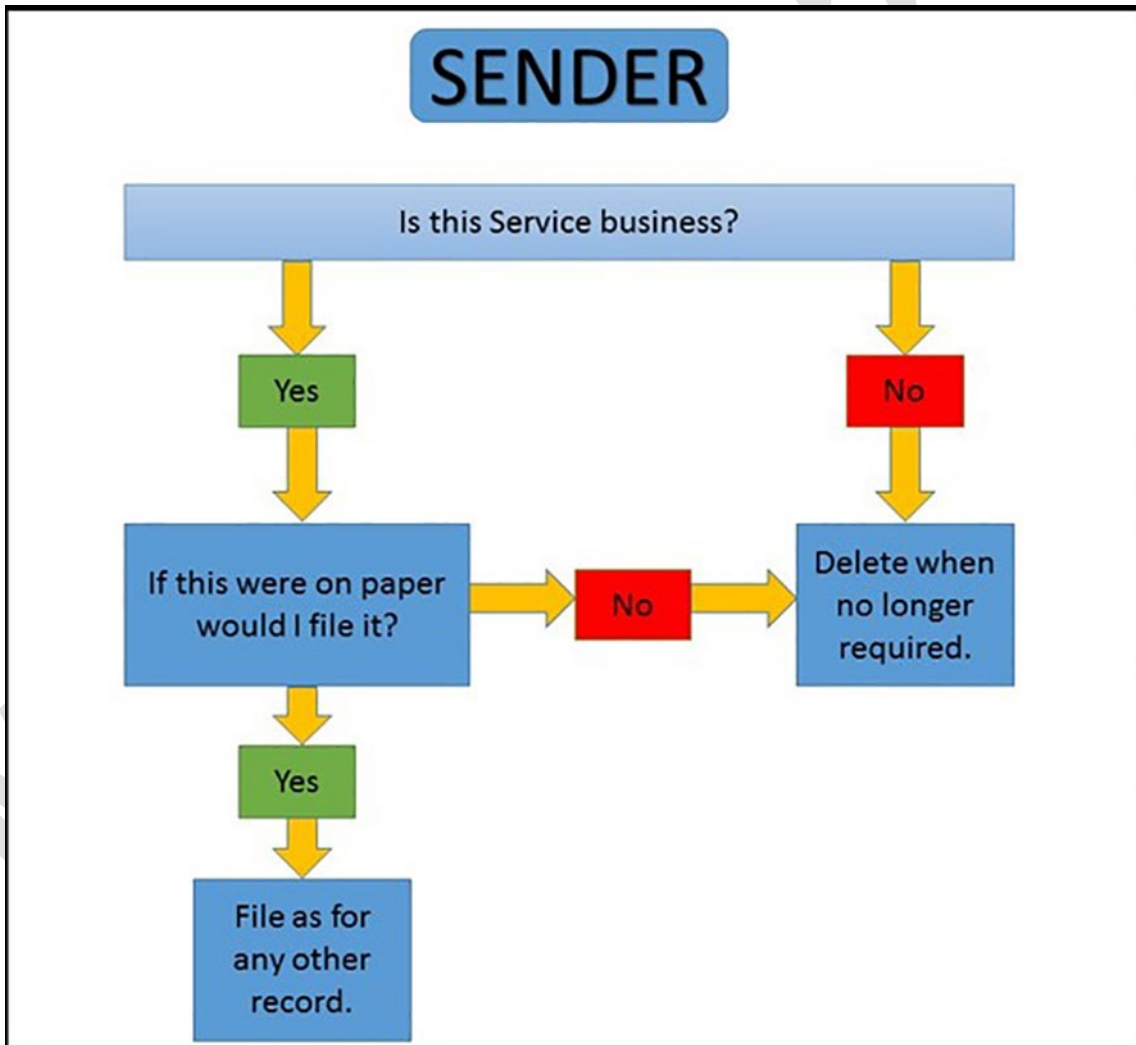 SENDER
Is this Service business?
Yes
No
If this were on paper
would I file it?
No
Delete when
no longer
required.
Yes
File as for
any other
record.